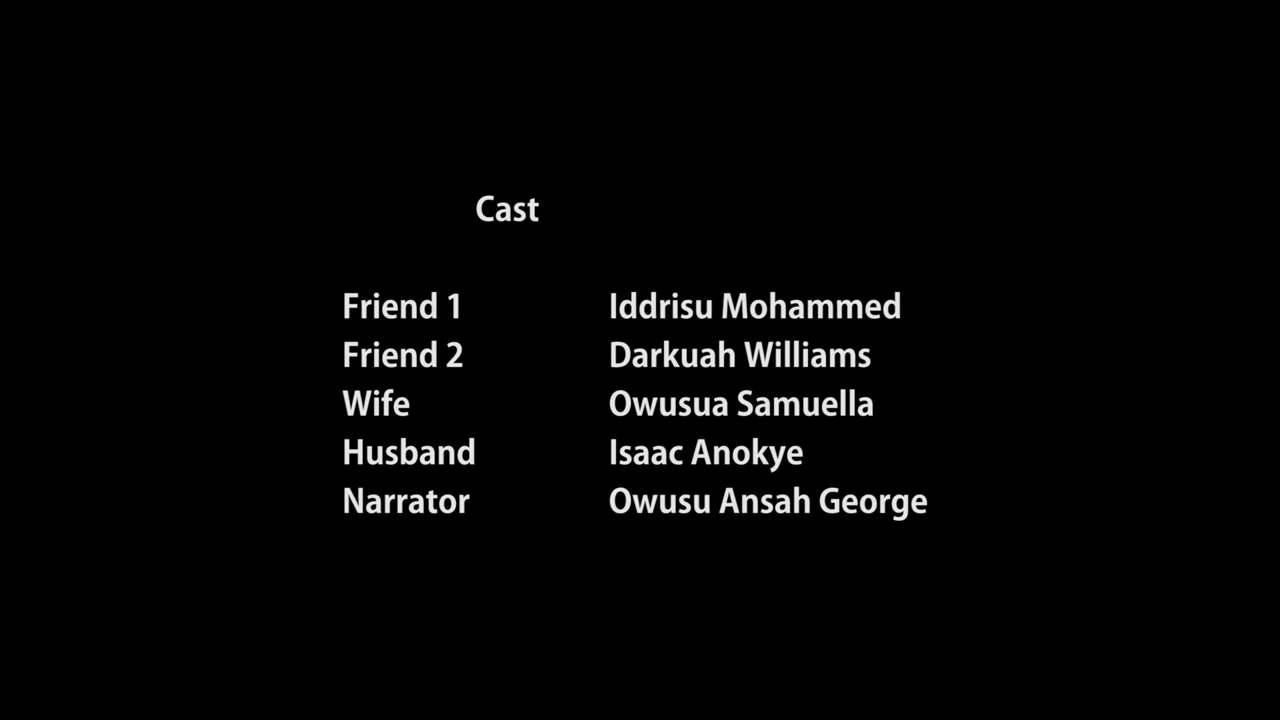 Cast
Friend 1 Iddrisu Mohammed
Friend 2 Darkuah Williams
Wife Owusua Samuella
Husband Isaac Anokye
Narrator Owusu Ansah George